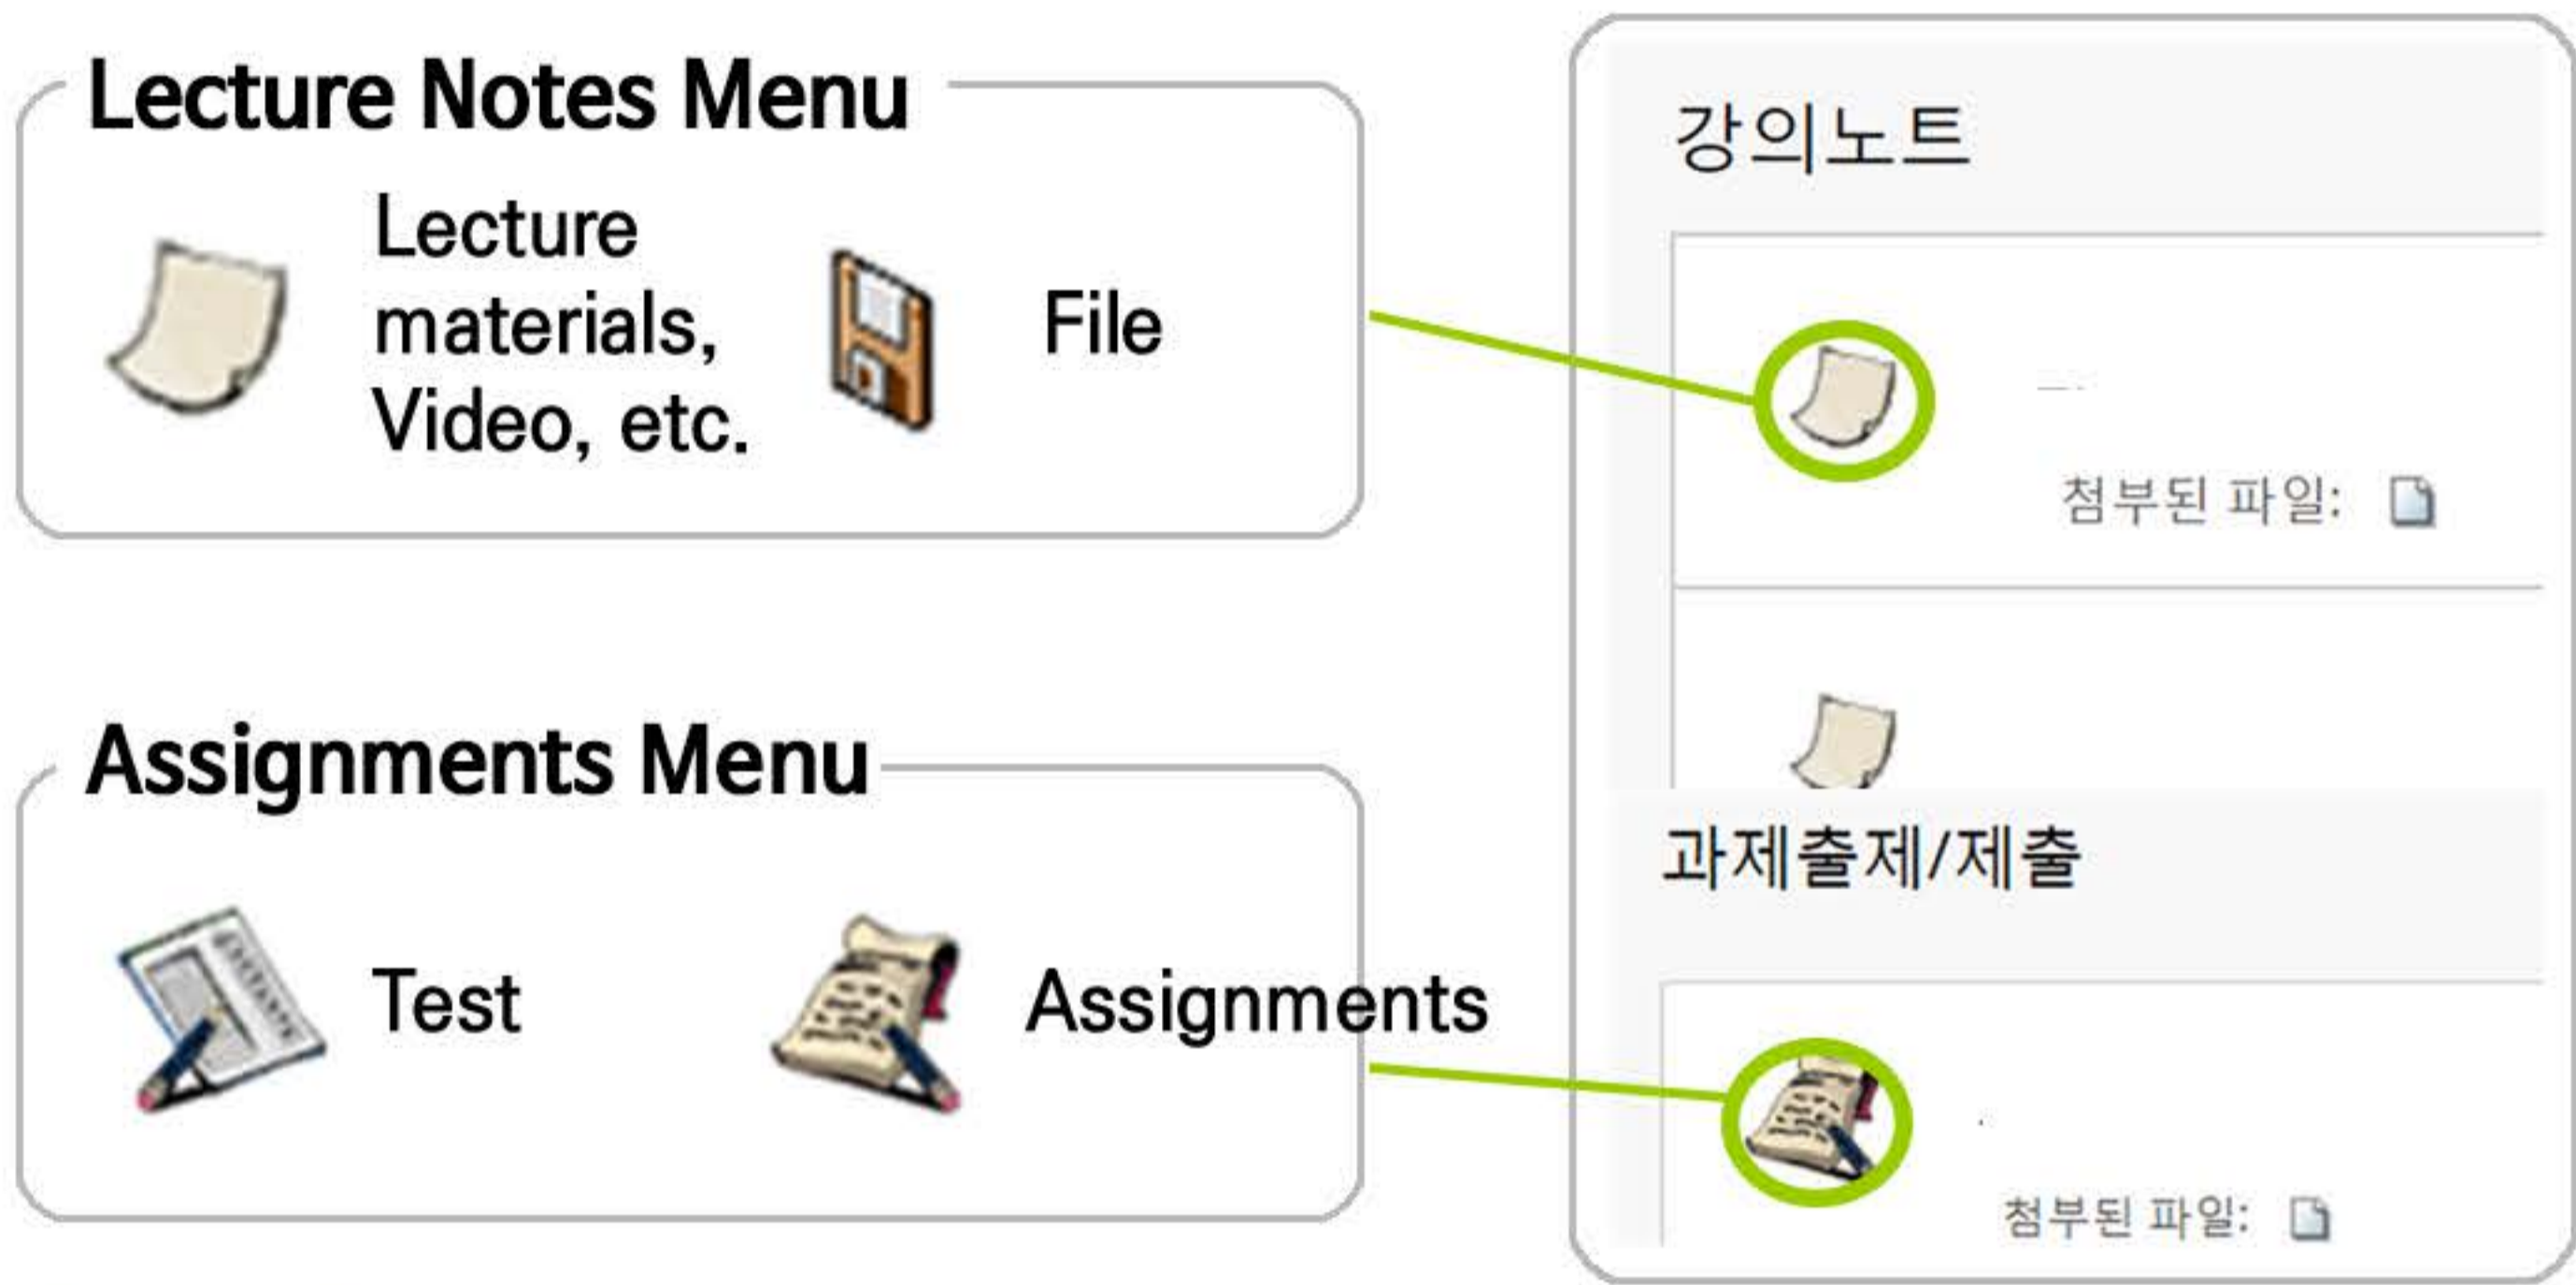 Lecture Notes Menu
Lecture
materials,
Video, etc.
File
Assignments Menu
Test
Assignments
강의노트
첨부된 파일:
과제출제/제출
첨부된 파일: